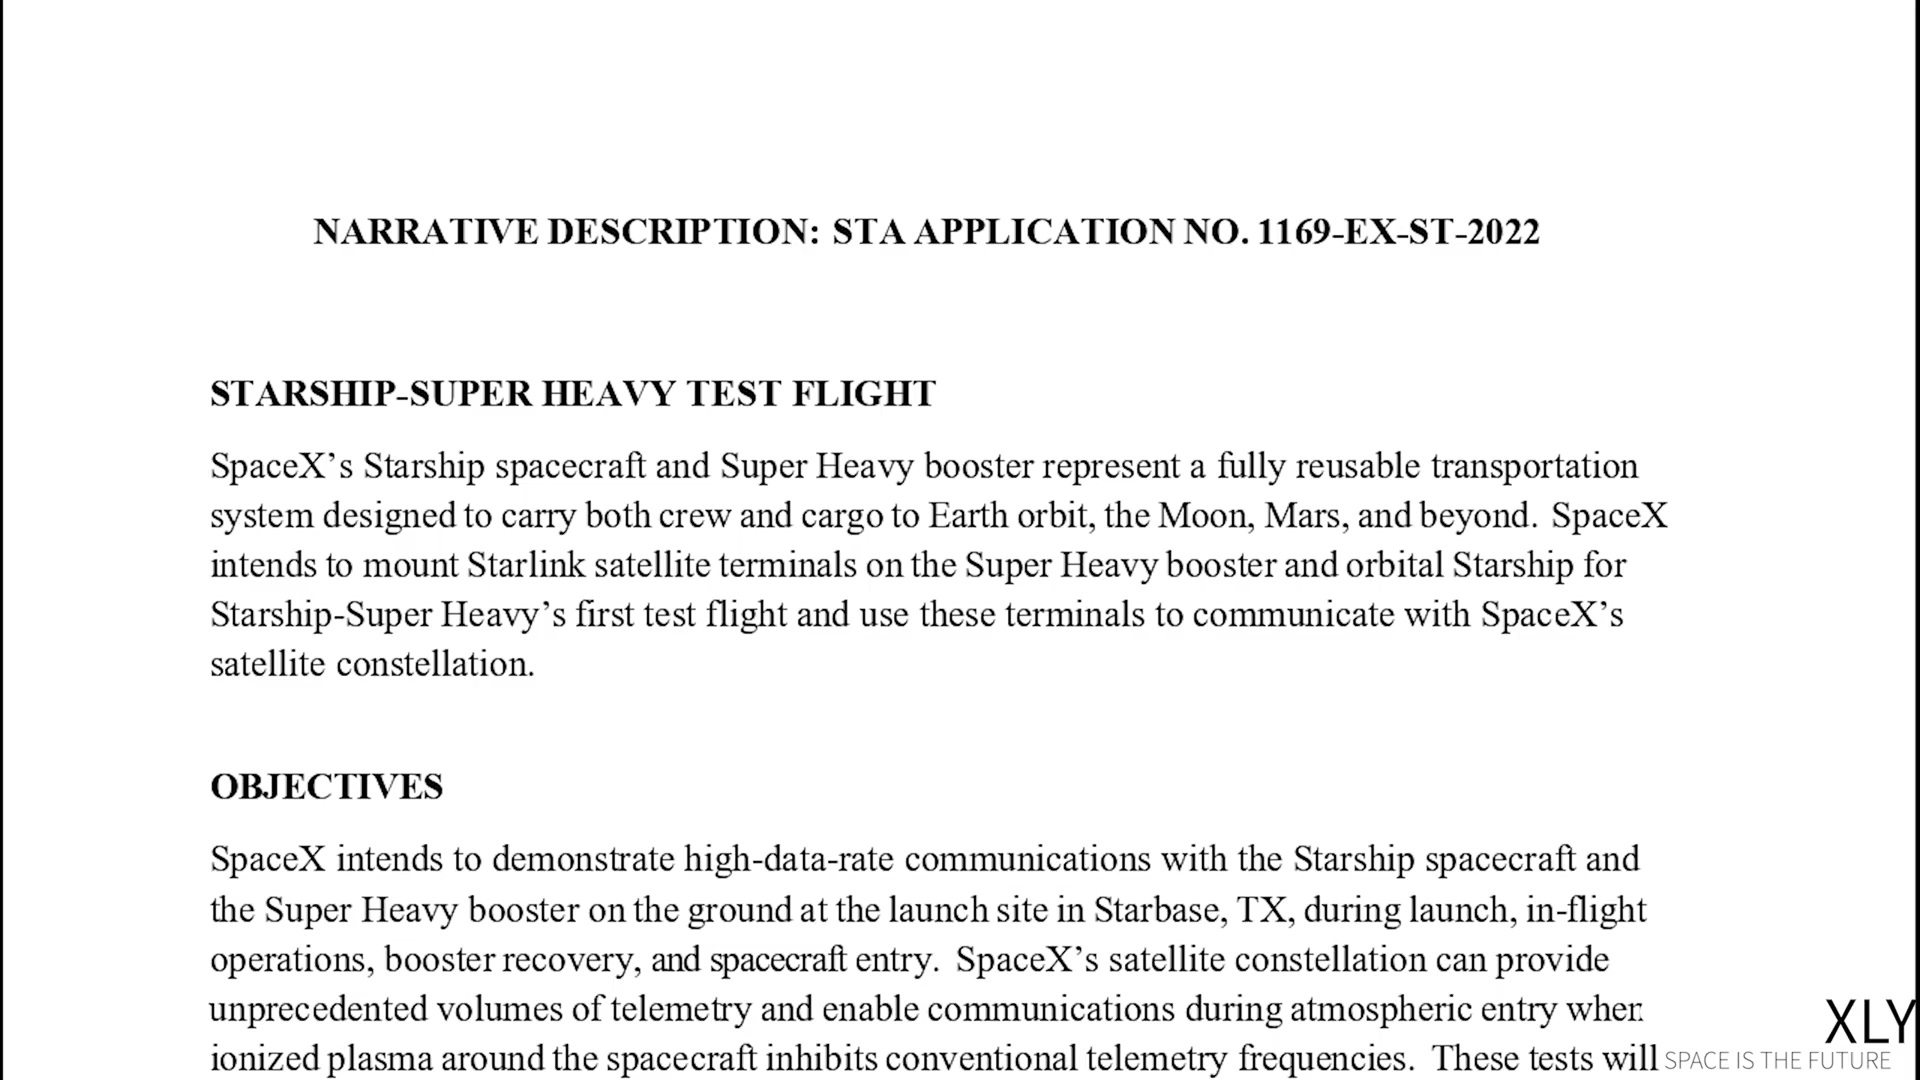 NARRATIVE DESCRIPTION: STA APPLICATION NO. 1169-EX-ST-2022
STARSHIP-SUPER HEAVY TEST FLIGHT
SpaceX’s Starship spacecraft and Super Heavy booster represent a fully reusable transportation
system designed to carry both crew and cargo to Earth orbit, the Moon, Mars, and beyond. SpaceX
intends to mount Starlink satellite terminals on the Super Heavy booster and orbital Starship for
Starship-Super Heavy’s first test flight and use these terminals to communicate with SpaceX’s
satellite constellation.
OBJECTIVES
SpaceX intends to demonstrate high-data-rate communications with the Starship spacecraft and
the Super Heavy booster on the ground at the launch site in Starbase, TX, during launch, in-flight
operations, booster recovery, and spacecraft entry. SpaceX’s satellite constellation can provide
unprecedented volumes of telemetry and enable communications during atmospheric entry when
ionized plasma around the spacecraft inhibits conventional telemetry frequencies. These tests will
XLY
SPACE IS THE FUTURE